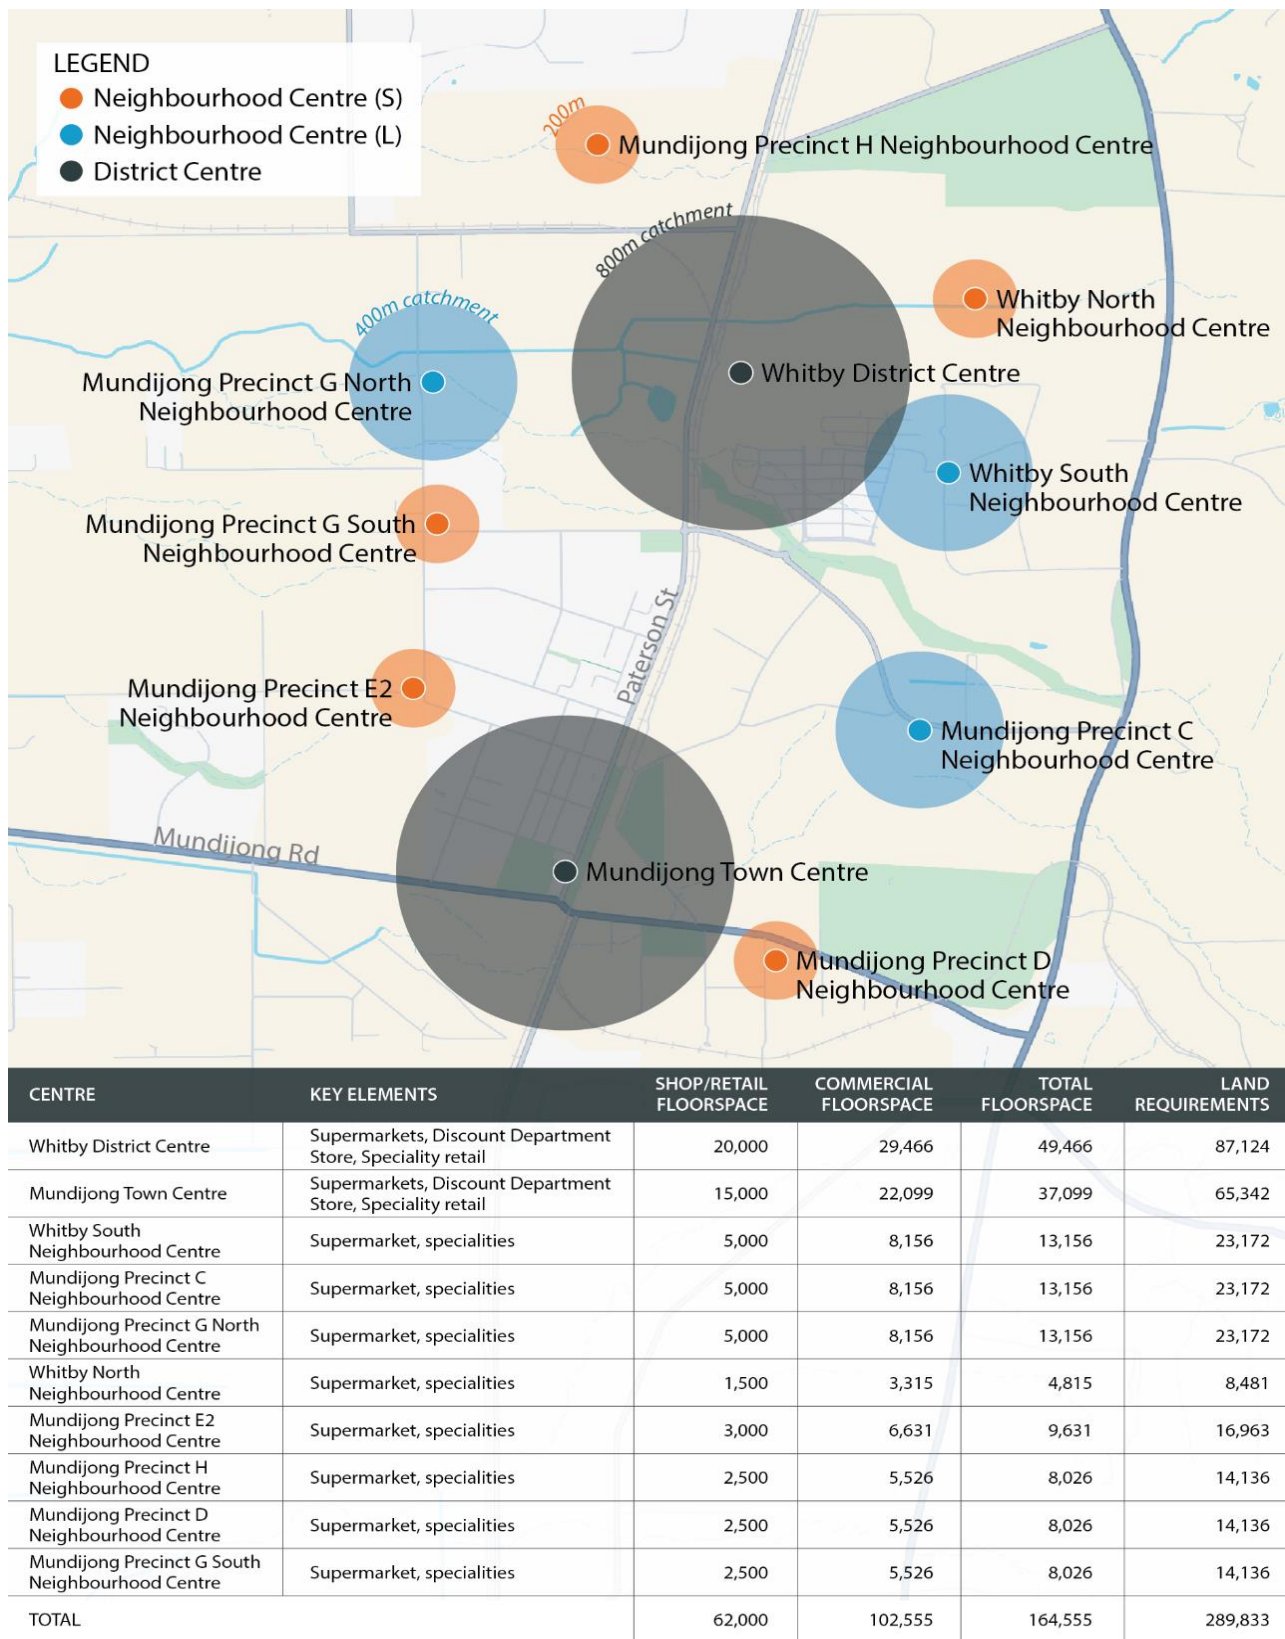 LEGEND
Neighbourhood Centre (S)
Neighbourhood Centre (L)
District Centre
200m
Mundijong Precinct H Neighbourhood Centre
800m catchment
Whitby North
Neighbourhood Centre
400m catchment
Whitby District Centre
Mundijong Precinct G North
Neighbourhood Centre
Whitby South
Neighbourhood Centre
Mundijong Precinct G South
Neighbourhood Centre
Paterson St
Mundijong Precinct E2
Neighbourhood Centre
Mundijong Precinct C
Neighbourhood Centre
Mundijong Rd
Mundijong Town Centre
Mundijong Precinct D
Neighbourhood Centre
CENTRE KEY ELEMENTS SHOP/RETAIL FLOORSPACE COMMERCIAL FLOORSPACE TOTAL FLOORSPACE LAND REQUIREMENTS
Whitby District Centre Supermarkets, Discount Department Store, Speciality retail 20,000 29,466 49,466 87,124
Mundijong Town Centre Supermarkets, Discount Department Store, Speciality retail 15,000 22,099 37,099 65,342
Whitby South Neighbourhood Centre Supermarket, specialities 5,000 8,156 13,156 23,172
Mundijong Precinct C Neighbourhood Centre Supermarket, specialities 5,000 8,156 13,156 23,172
Mundijong Precinct G North Neighbourhood Centre Supermarket, specialities 5,000 8,156 13,156 23,172
Whitby North Neighbourhood Centre Supermarket, specialities 1,500 3,315 4,815 8,481
Mundijong Precinct E2 Neighbourhood Centre Supermarket, specialities 3,000 6,631 9,631 16,963
Mundijong Precinct H Neighbourhood Centre Supermarket, specialities 2,500 5,526 8,026 14,136
Mundijong Precinct D Neighbourhood Centre Supermarket, specialities 2,500 5,526 8,026 14,136
Mundijong Precinct G South Neighbourhood Centre Supermarket, specialities 2,500 5,526 8,026 14,136
TOTAL 62,000 102,555 164,555 289,833